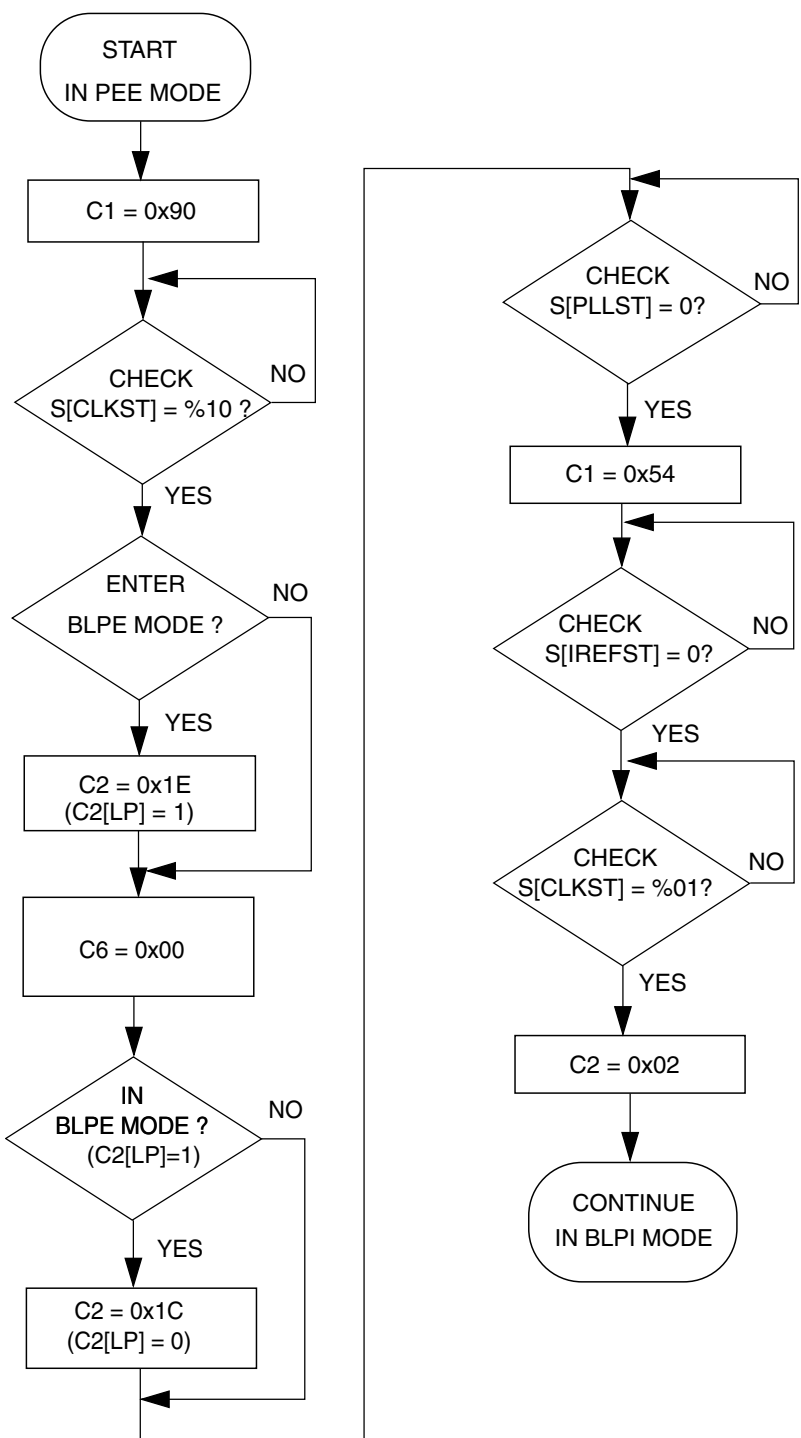 START
IN PEE MODE
C1 = 0x90
CHECK
S[CLKST] = %10 ?
NO
YES
ENTER
BLPE MODE ?
NO
YES
C2 = 0x1E
(C2[LP] = 1)
C6 = 0x00
IN
BLPE MODE ?
(C2[LP]=1)
NO
YES
C2 = 0x1C
(C2[LP] = 0)
CHECK
S[PLLST] = 0?
NO
YES
C1 = 0x54
CHECK
S[IREFST] = 0?
NO
YES
CHECK
S[CLKST] = %01?
NO
YES
C2 = 0x02
CONTINUE
IN BLPI MODE